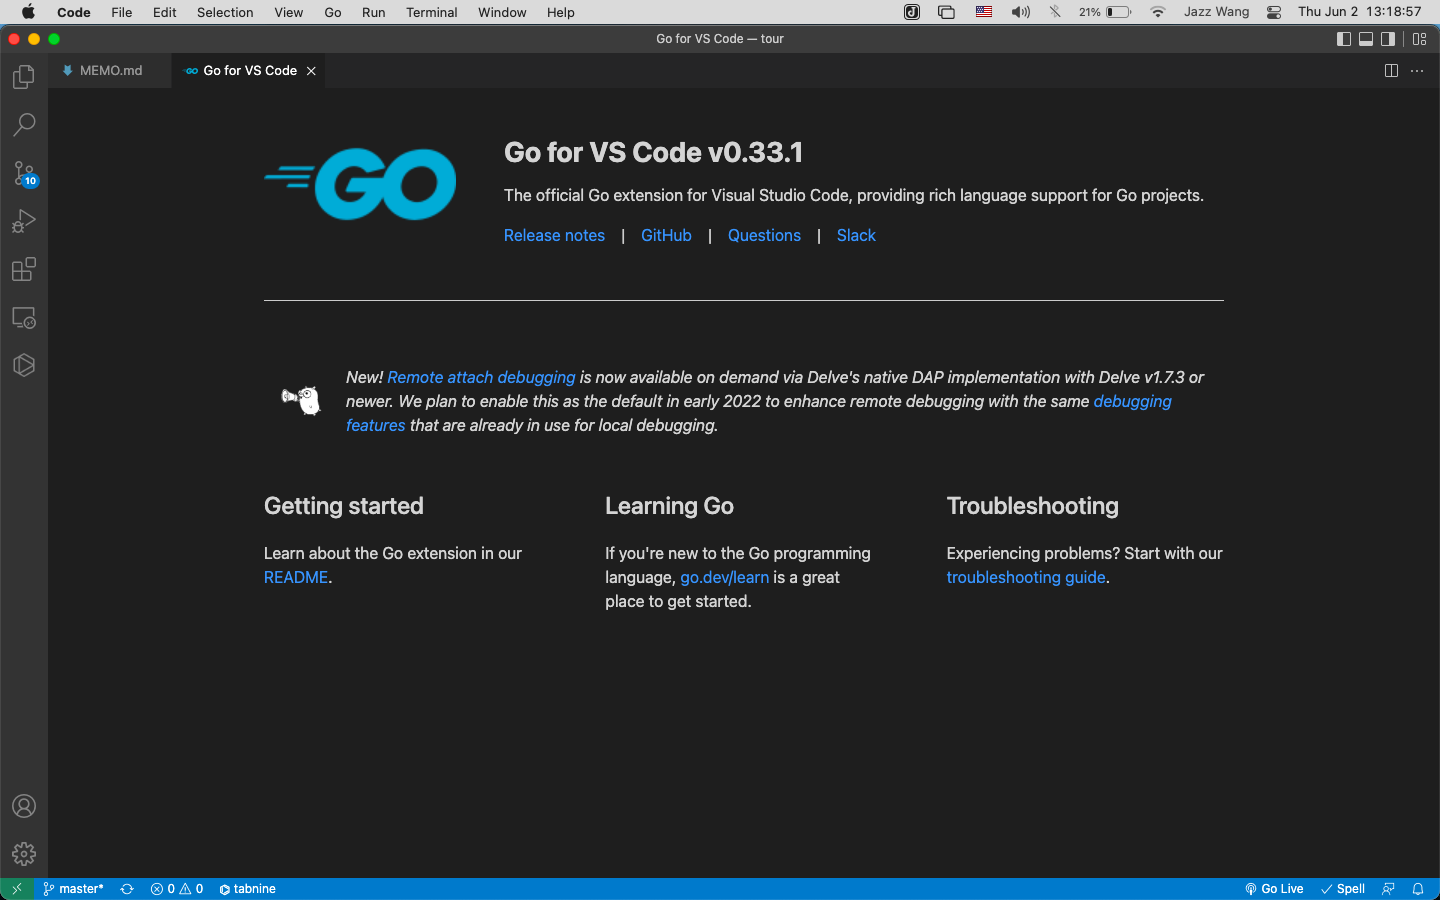 Code File Edit Selection View Go Run Terminal Window Help 21% Jazz Wang Thu Jun 2 13:18:57
Go for VS Code — tour
MEMO.md GO Go for VS Code
10
GO
Go for VS Code v0.33.1
The official Go extension for Visual Studio Code, providing rich language support for Go projects.
Release notes | GitHub | Questions | Slack
New! Remote attach debugging is now available on demand via Delve's native DAP implementation with Delve v1.7.3 or
newer. We plan to enable this as the default in early 2022 to enhance remote debugging with the same debugging
features that are already in use for local debugging.
Getting started
Learn about the Go extension in our
README.
Learning Go
If you're new to the Go programming
language, go.dev/learn is a great
place to get started.
Troubleshooting
Experiencing problems? Start with our
troubleshooting guide.
master* 0 0 tabnine Go Live Spell